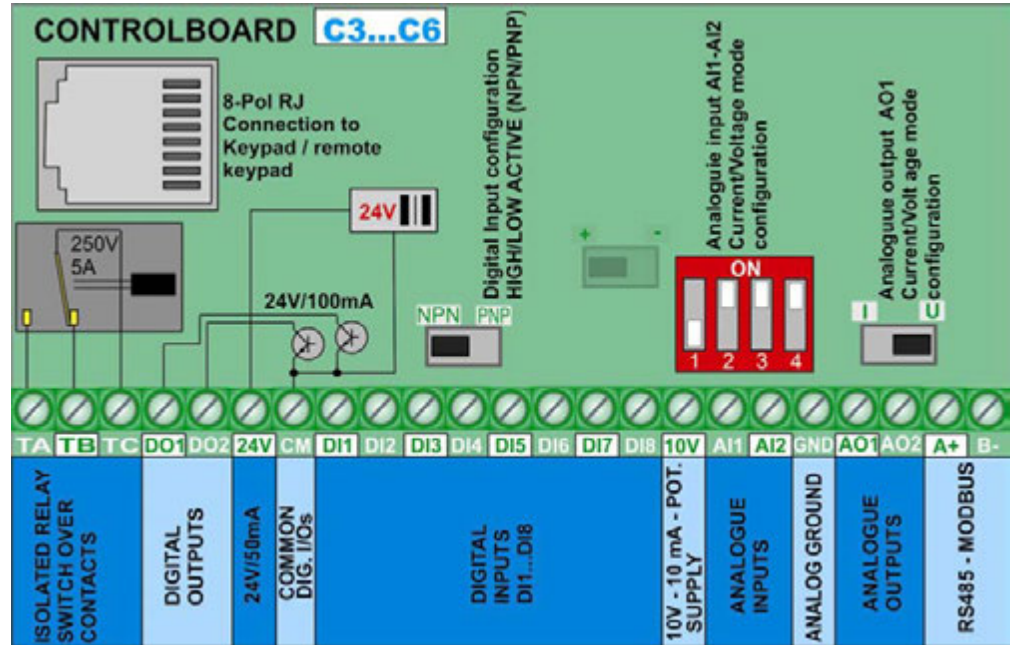 CONTROLBOARD C3...C6
8-Pol RJ
Connection to
Keypad / remote
keypad
24V
250V
5A
24V/100mA
Digital Input configuration
HIGH/LOW ACTIVE (NPN/PNP)
NPN PNP
+ -
Analoguie input AI1-AI2
Current/Voltage mode
configuration
ON
1 2 3 4
Analoguue output AO1
Current/Volt age mode
configuration
I U
TA TB TC DO1 DO2 24V CM DI1 DI2 DI3 DI4 DI5 DI6 DI7 DI8 10V AI1 AI2 GND AO1 AO2 A+ B-
ISOLATED RELAY
SWITCH OVER
CONTACTS
DIGITAL
OUTPUTS
24V/50mA
COMMON
DIG. I/Os
DIGITAL
INPUTS
DI1...DI8
10V - 10 mA - POT.
SUPPLY
ANALOGUE
INPUTS
ANALOG GROUND
ANALOGUE
OUTPUTS
RS485 - MODBUS